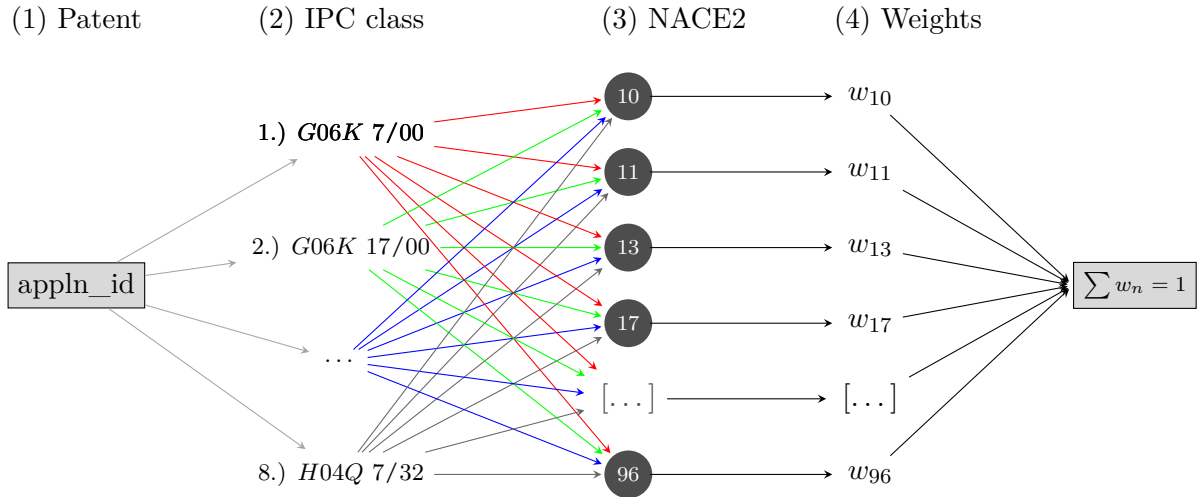 (1) Patent (2) IPC class (3) NACE2 (4) Weights
10 w₁₀
1.) G06K 7/00
11 w₁₁
2.) G06K 17/00 13 w₁₃
appln_id ∑ wₙ = 1
17 w₁₇
...
[...] [...]
8.) H04Q 7/32 96 w₉₆